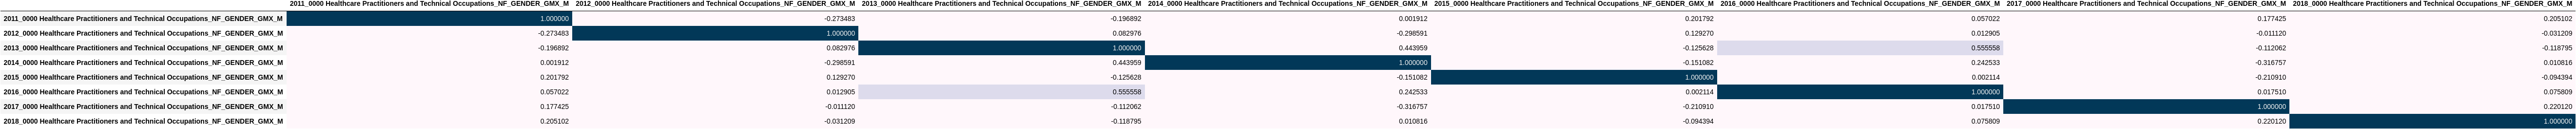 2011_0000 Healthcare Practitioners and Technical Occupations_NF_GENDER_GMX_M 2012_0000 Healthcare Practitioners and Technical Occupations_NF_GENDER_GMX_M 2013_0000 Healthcare Practitioners and Technical Occupations_NF_GENDER_GMX_M 2014_0000 Healthcare Practitioners and Technical Occupations_NF_GENDER_GMX_M 2015_0000 Healthcare Practitioners and Technical Occupations_NF_GENDER_GMX_M 2016_0000 Healthcare Practitioners and Technical Occupations_NF_GENDER_GMX_M 2017_0000 Healthcare Practitioners and Technical Occupations_NF_GENDER_GMX_M 2018_0000 Healthcare Practitioners and Technical Occupations_NF_GENDER_GMX_M
2011_0000 Healthcare Practitioners and Technical Occupations_NF_GENDER_GMX_M 1.000000 -0.273483 -0.196892 0.001912 0.201792 0.057022 0.177425 0.205102
2012_0000 Healthcare Practitioners and Technical Occupations_NF_GENDER_GMX_M -0.273483 1.000000 0.082976 -0.298591 0.129270 0.012905 -0.011120 -0.031209
2013_0000 Healthcare Practitioners and Technical Occupations_NF_GENDER_GMX_M -0.196892 0.082976 1.000000 0.443959 -0.125628 0.555558 -0.112062 -0.118795
2014_0000 Healthcare Practitioners and Technical Occupations_NF_GENDER_GMX_M 0.001912 -0.298591 0.443959 1.000000 -0.151082 0.242533 -0.316757 0.010816
2015_0000 Healthcare Practitioners and Technical Occupations_NF_GENDER_GMX_M 0.201792 0.129270 -0.125628 -0.151082 1.000000 0.002114 -0.210910 -0.094394
2016_0000 Healthcare Practitioners and Technical Occupations_NF_GENDER_GMX_M 0.057022 0.012905 0.555558 0.242533 0.002114 1.000000 0.017510 0.075809
2017_0000 Healthcare Practitioners and Technical Occupations_NF_GENDER_GMX_M 0.177425 -0.011120 -0.112062 -0.316757 -0.210910 0.017510 1.000000 0.220120
2018_0000 Healthcare Practitioners and Technical Occupations_NF_GENDER_GMX_M 0.205102 -0.031209 -0.118795 0.010816 -0.094394 0.075809 0.220120 1.000000